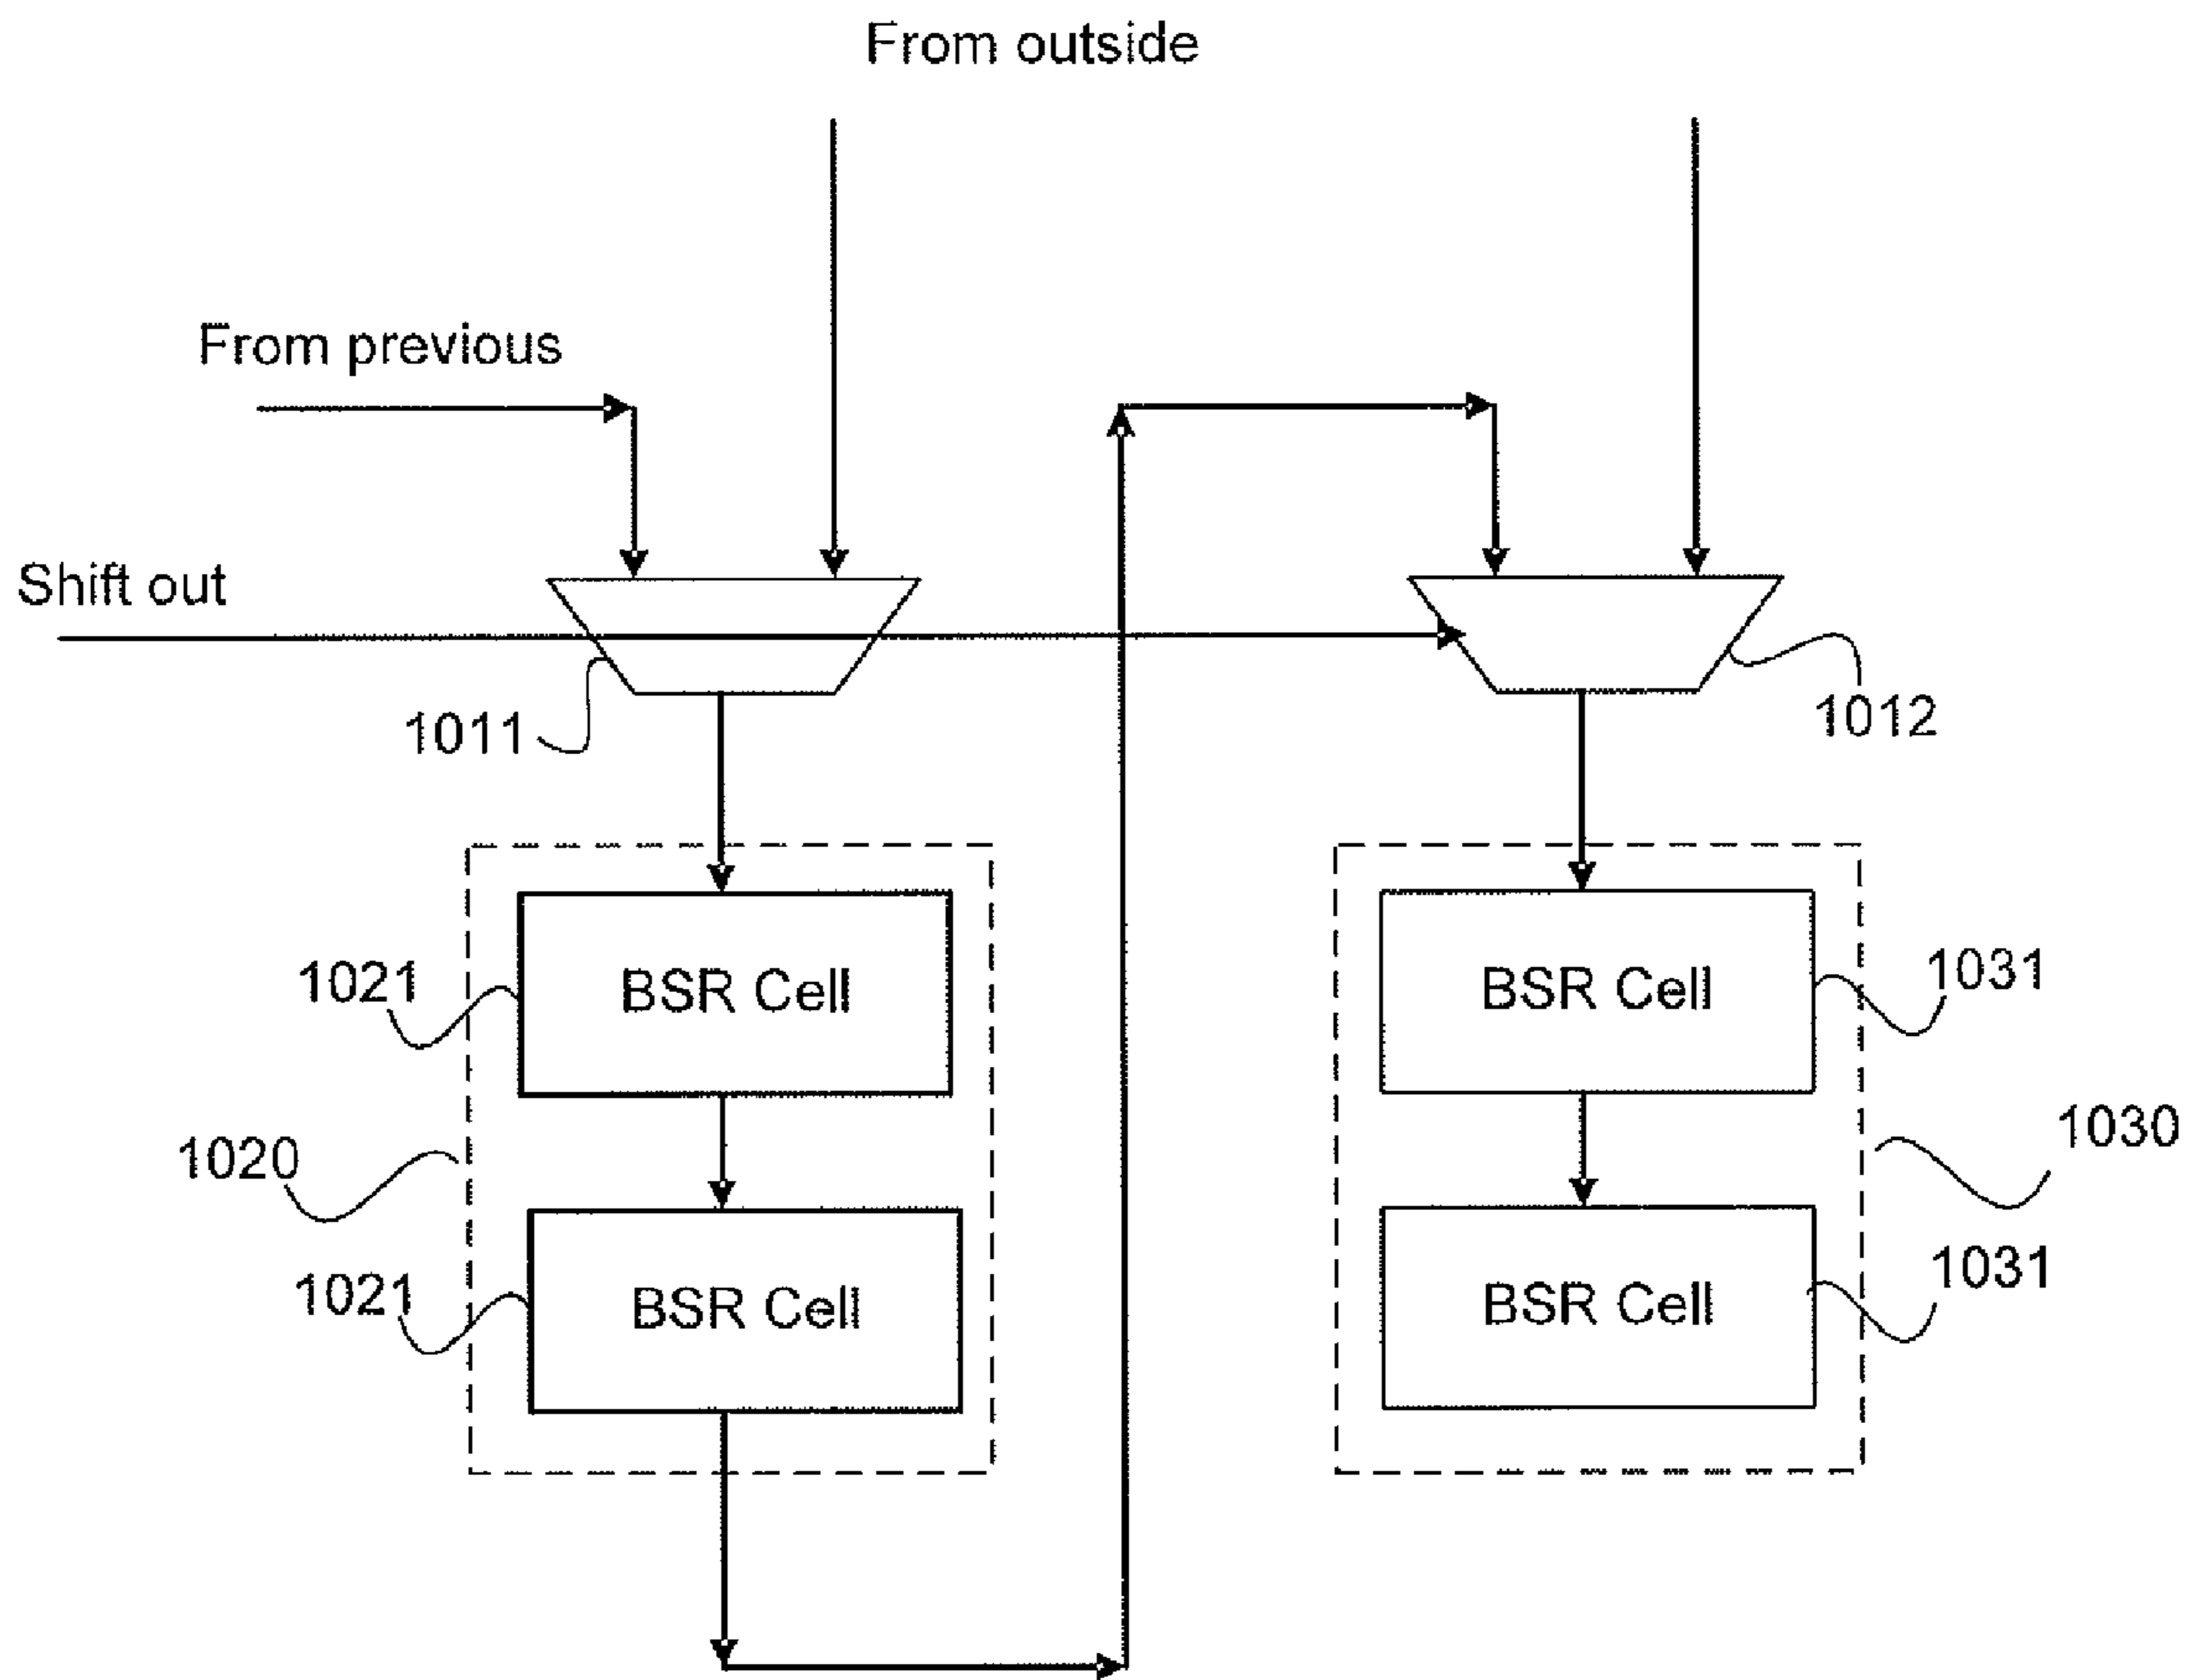 From outside
From previous
Shift out
1011
1012
1021
BSR Cell
BSR Cell
1031
1020
1030
1021
BSR Cell
BSR Cell
1031